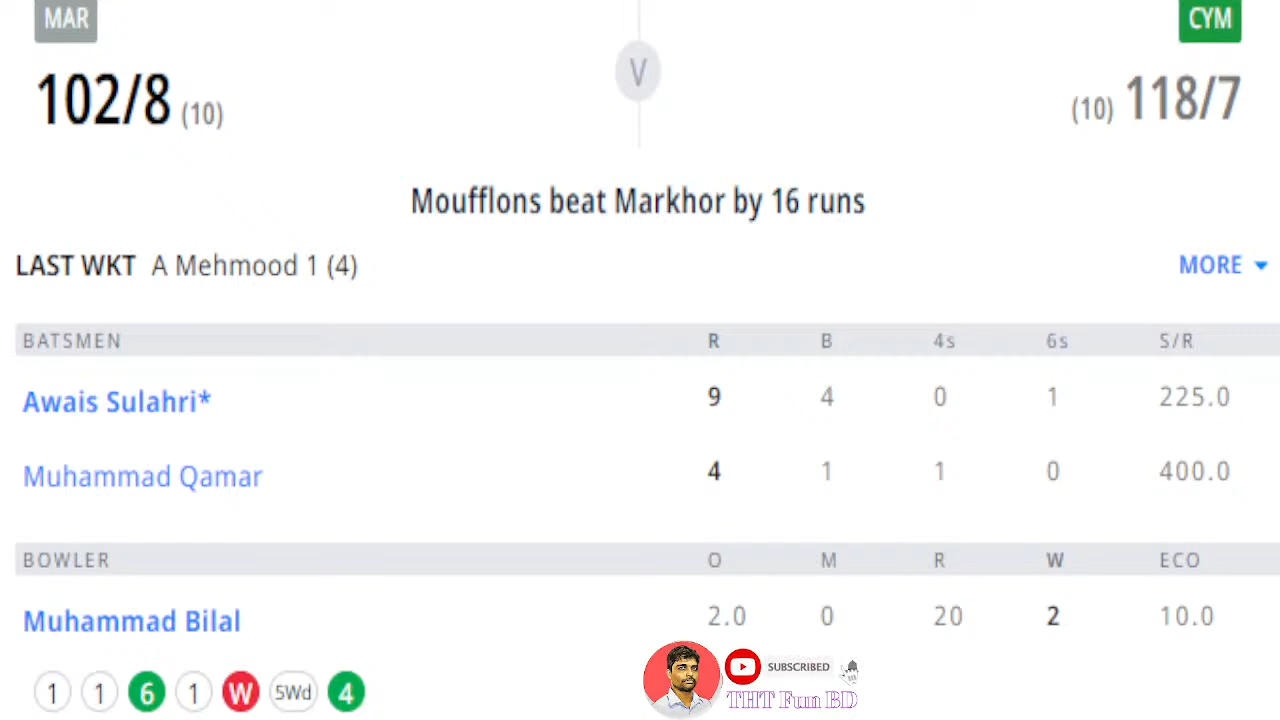 MAR V CYM
102/8 (10) (10) 118/7
Moufflons beat Markhor by 16 runs
LAST WKT A Mehmood 1 (4) MORE
BATSMEN R B 4s 6s S/R
Awais Sulahri* 9 4 0 1 225.0
Muhammad Qamar 4 1 1 0 400.0
BOWLER O M R W ECO
Muhammad Bilal 2.0 0 20 2 10.0
1 1 6 1 W 5Wd 4
SUBSCRIBED
THT Fun BD